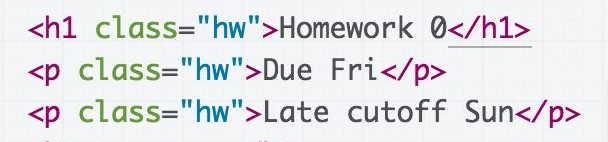 <h1 class="hw">Homework 0</h1>
<p class="hw">Due Fri</p>
<p class="hw">Late cutoff Sun</p>